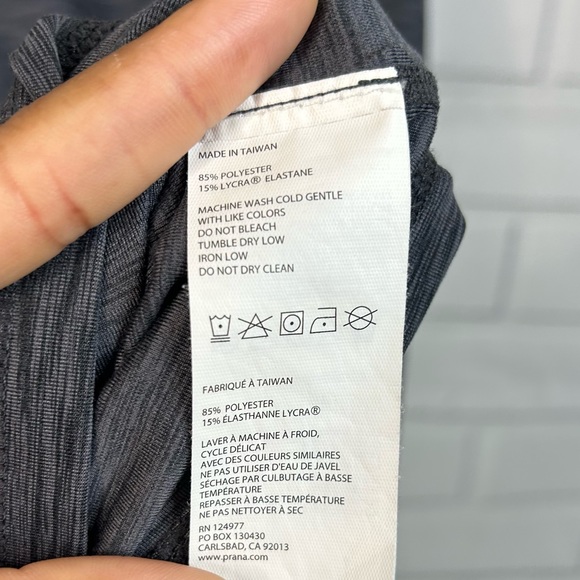 MADE IN TAIWAN
85% POLYESTER
15% LYCRA® ELASTANE
MACHINE WASH COLD GENTLE
WITH LIKE COLORS
DO NOT BLEACH
TUMBLE DRY LOW
IRON LOW
DO NOT DRY CLEAN
FABRIQUÉ À TAIWAN
85% POLYESTER
15% ÉLASTHANNE LYCRA®
LAVER À MACHINE À FROID,
CYCLE DÉLICAT
AVEC DES COULEURS SIMILAIRES
NE PAS UTILISER D'EAU DE JAVEL
SÉCHAGE PAR CULBUTAGE À BASSE
TEMPÉRATURE
REPASSER À BASSE TEMPÉRATURE
NE PAS NETTOYER À SEC
RN 124977
PO BOX 130430
CARLSBAD, CA 92013
www.prana.com